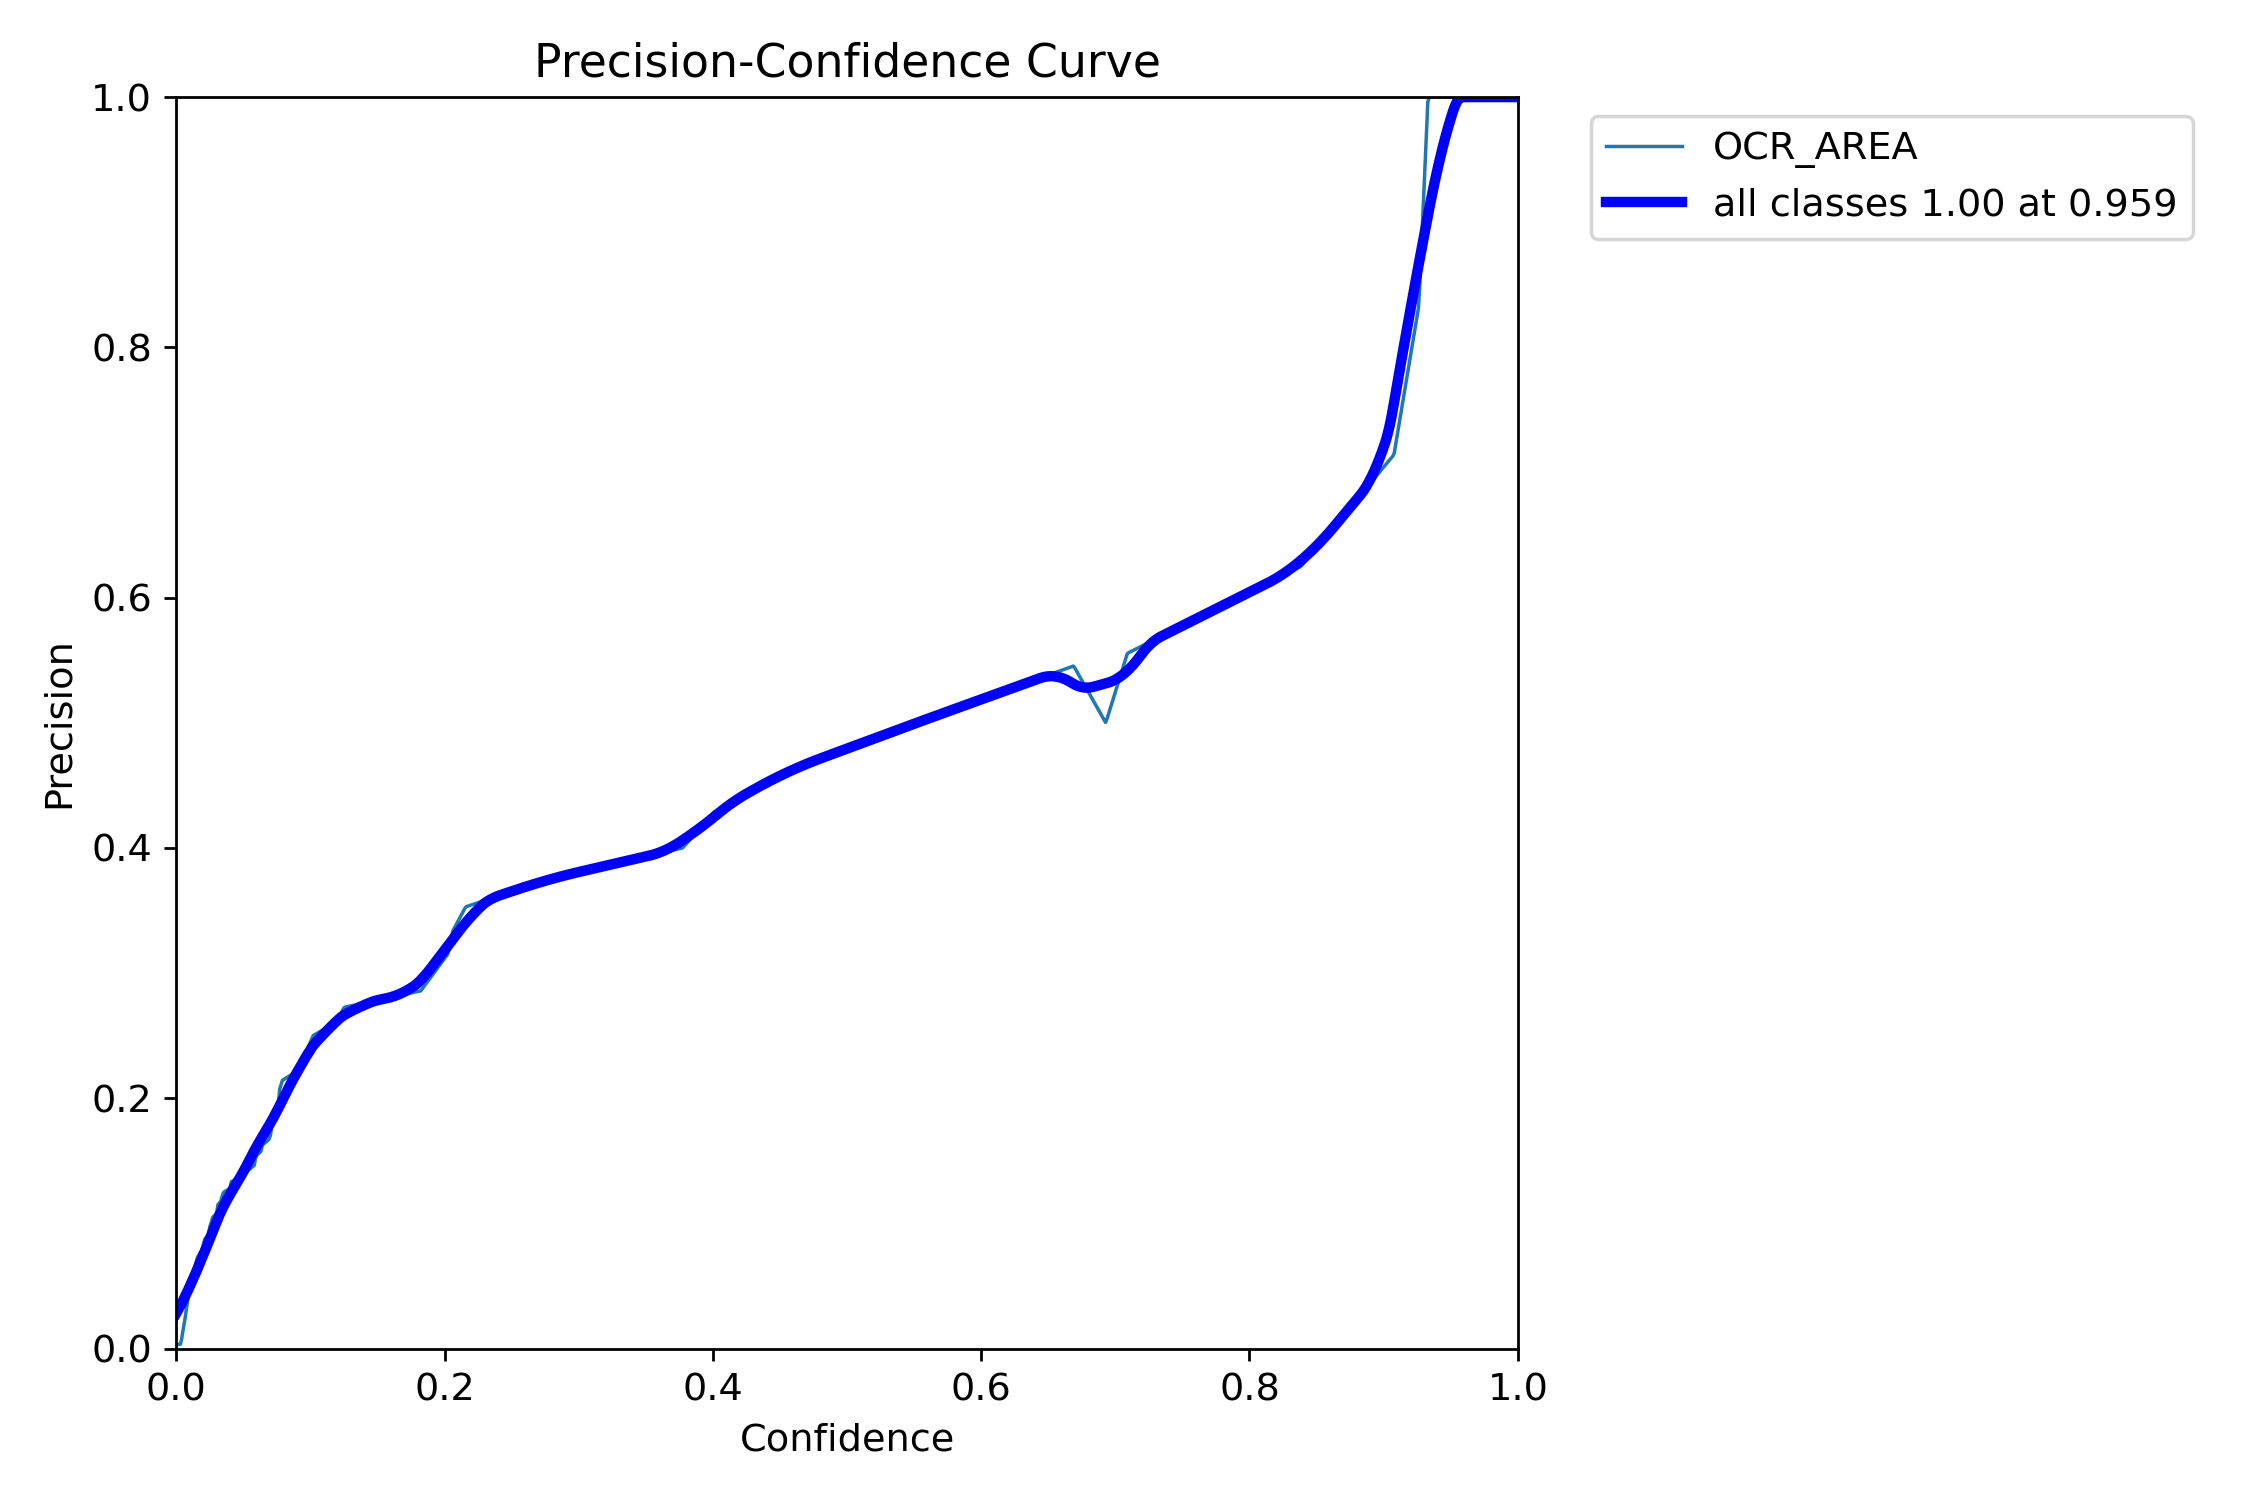 Precision-Confidence Curve
1.0
0.8
0.6
0.4
0.2
0.0
Precision
0.0 0.2 0.4 0.6 0.8 1.0
Confidence
OCR_AREA
all classes 1.00 at 0.959